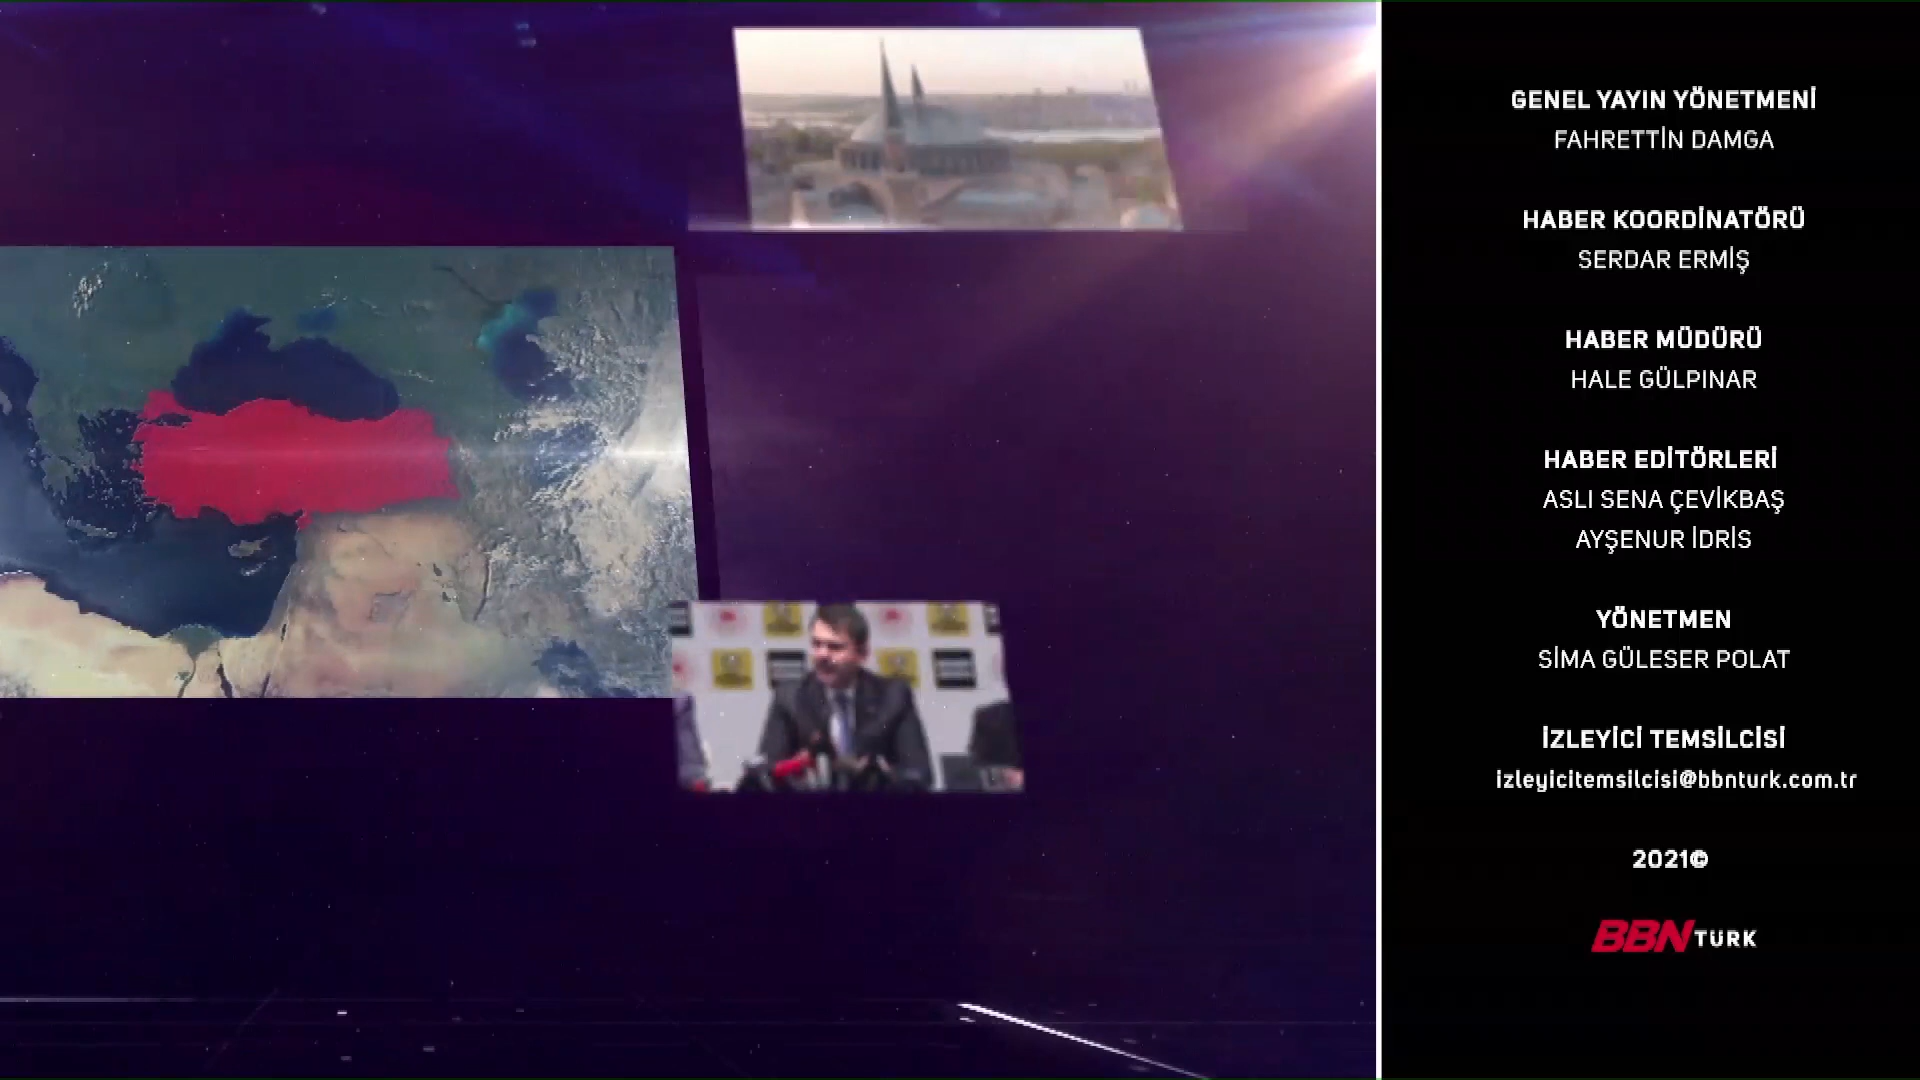 GENEL YAYIN YÖNETMENİ
FAHRETTİN DAMGA
HABER KOORDİNATÖRÜ
SERDAR ERMİŞ
HABER MÜDÜRÜ
HALE GÜLPINAR
HABER EDİTÖRLERİ
ASLI SENA ÇEVİKBAŞ
AYŞENUR İDRİS
YÖNETMEN
SİMA GÜLESER POLAT
İZLEYİCİ TEMSİLCİSİ
izleyicitemsilcisi@bbnturk.com.tr
2021©
BBN TURK